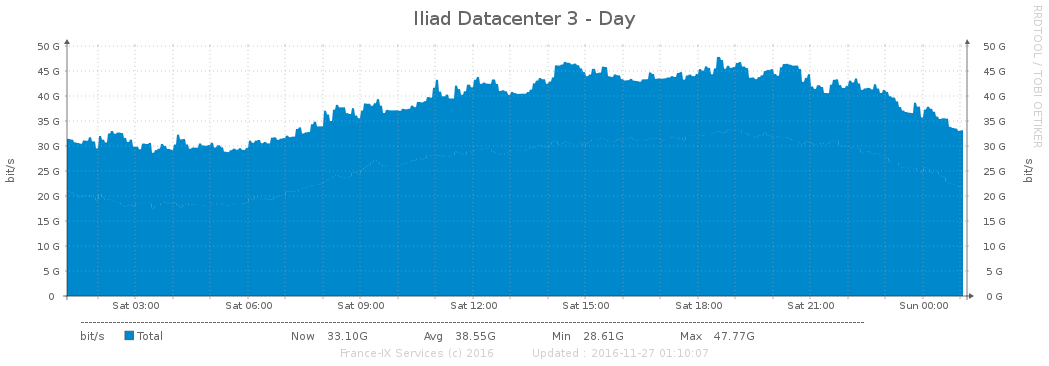 Iliad Datacenter 3 - Day
RRDTOOL / TOBI OETIKER
bit/s
50 G
45 G
40 G
35 G
30 G
25 G
20 G
15 G
10 G
5 G
0
50 G
45 G
40 G
35 G
30 G
25 G
20 G
15 G
10 G
5 G
0 G
bit/s
Sat 03:00 Sat 06:00 Sat 09:00 Sat 12:00 Sat 15:00 Sat 18:00 Sat 21:00 Sun 00:00
bit/s Total Now 33.10G Avg 38.55G Min 28.61G Max 47.77G
France-IX Services (c) 2016 Updated : 2016-11-27 01:10:07